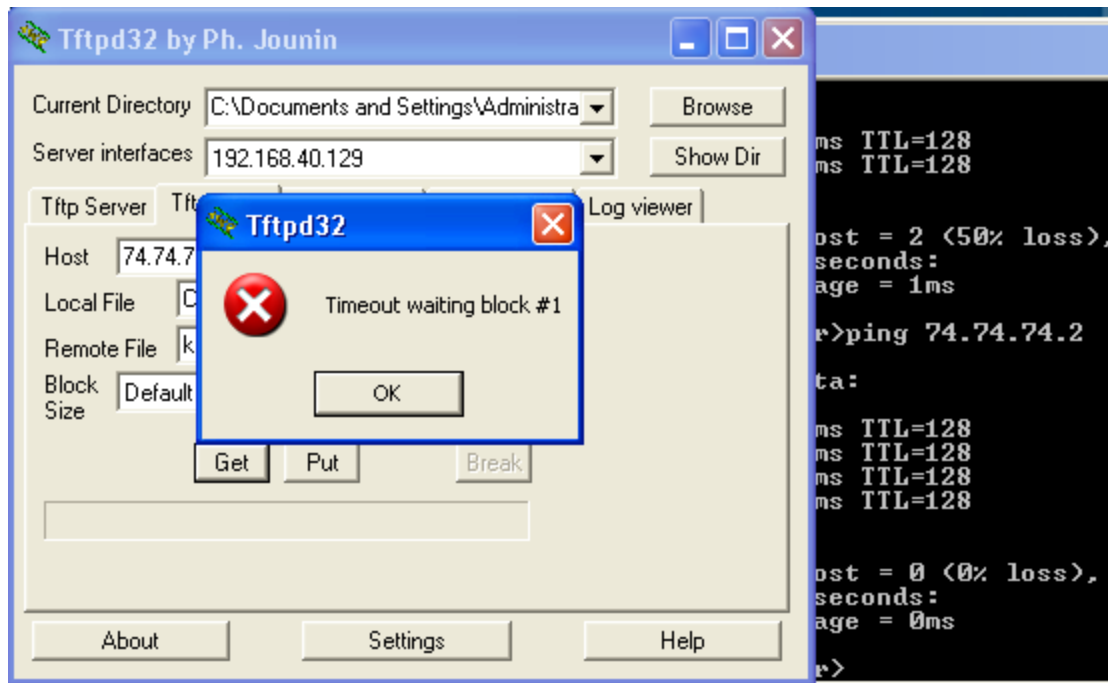 Tftpd32 by Ph. Jounin
Current Directory C:\Documents and Settings\Administra Browse
Server interfaces 192.168.40.129 Show Dir
Tftp Server Tft Log viewer
Tftpd32
Host 74.74.7
Local File C
Remote File k
Block Size Default
Timeout waiting block #1
OK
Get Put Break
About Settings Help
ms TTL=128
ms TTL=128
ost = 2 (50% loss),
seconds:
age = 1ms
r>ping 74.74.74.2
ta:
ms TTL=128
ms TTL=128
ms TTL=128
ms TTL=128
ost = 0 (0% loss),
seconds:
age = 0ms
r>